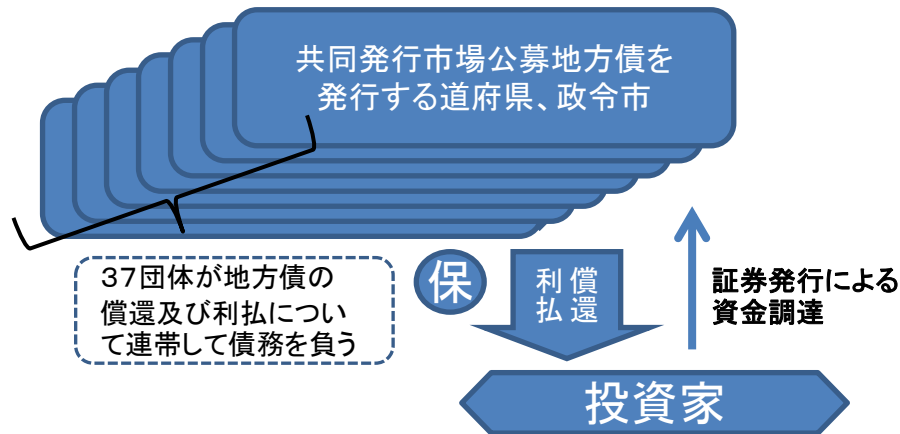 共同発行市場公募地方債を
発行する道府県、政令市
３７団体が地方債の
償還及び利払につい
て連帯して債務を負う
保
償還
利払
証券発行による
資金調達
投資家